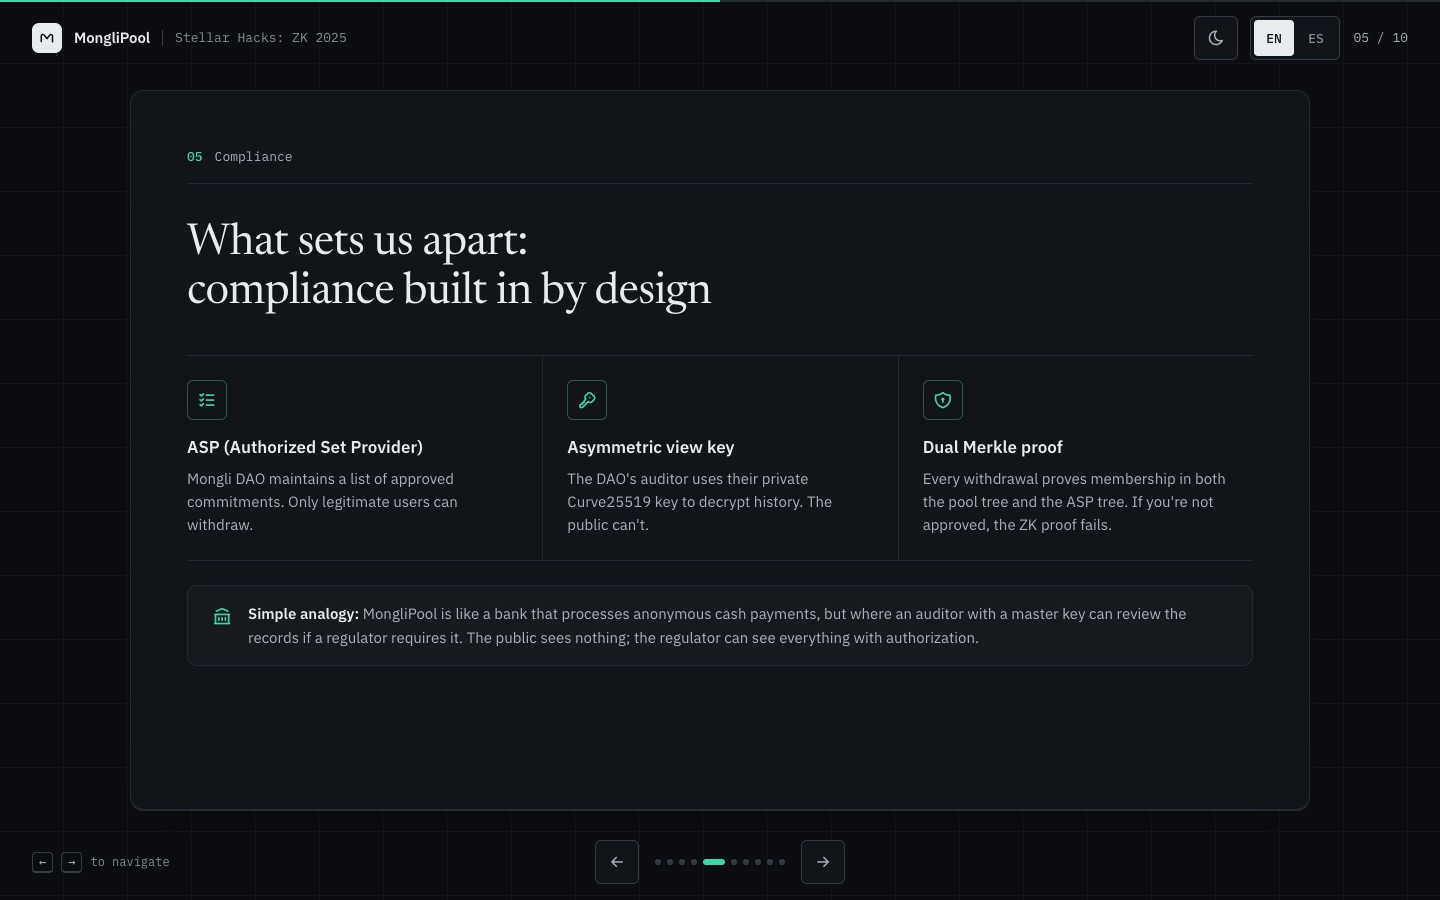 MongliPool
Stellar Hacks: ZK 2025
EN
ES
05 / 10
05 Compliance
What sets us apart:
compliance built in by design
ASP (Authorized Set Provider)
Mongli DAO maintains a list of approved
commitments. Only legitimate users can
withdraw.
Asymmetric view key
The DAO's auditor uses their private
Curve25519 key to decrypt history. The
public can't.
Dual Merkle proof
Every withdrawal proves membership in both
the pool tree and the ASP tree. If you're not
approved, the ZK proof fails.
Simple analogy: MongliPool is like a bank that processes anonymous cash payments, but where an auditor with a master key can review the
records if a regulator requires it. The public sees nothing; the regulator can see everything with authorization.
← → to navigate
← →